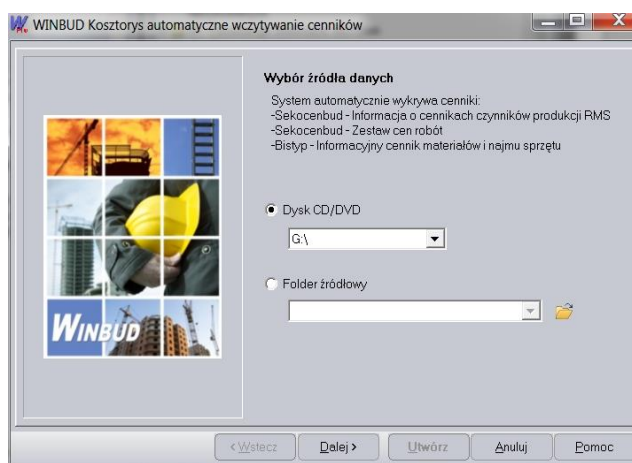 WINBUD Kosztorys automatyczne wczytywanie cenników
Wybór źródła danych
System automatycznie wykrywa cenniki:
-Sekocenbud - Informacja o cennikach czynników produkcji RMS
-Sekocenbud - Zestaw cen robót
-Bistyp - Informacyjny cennik materiałów i najmu sprzętu
Dysk CD/DVD
G:\
Folder źródłowy
WINBUD
< Wstecz
Dalej >
Utwórz
Anuluj
Pomoc